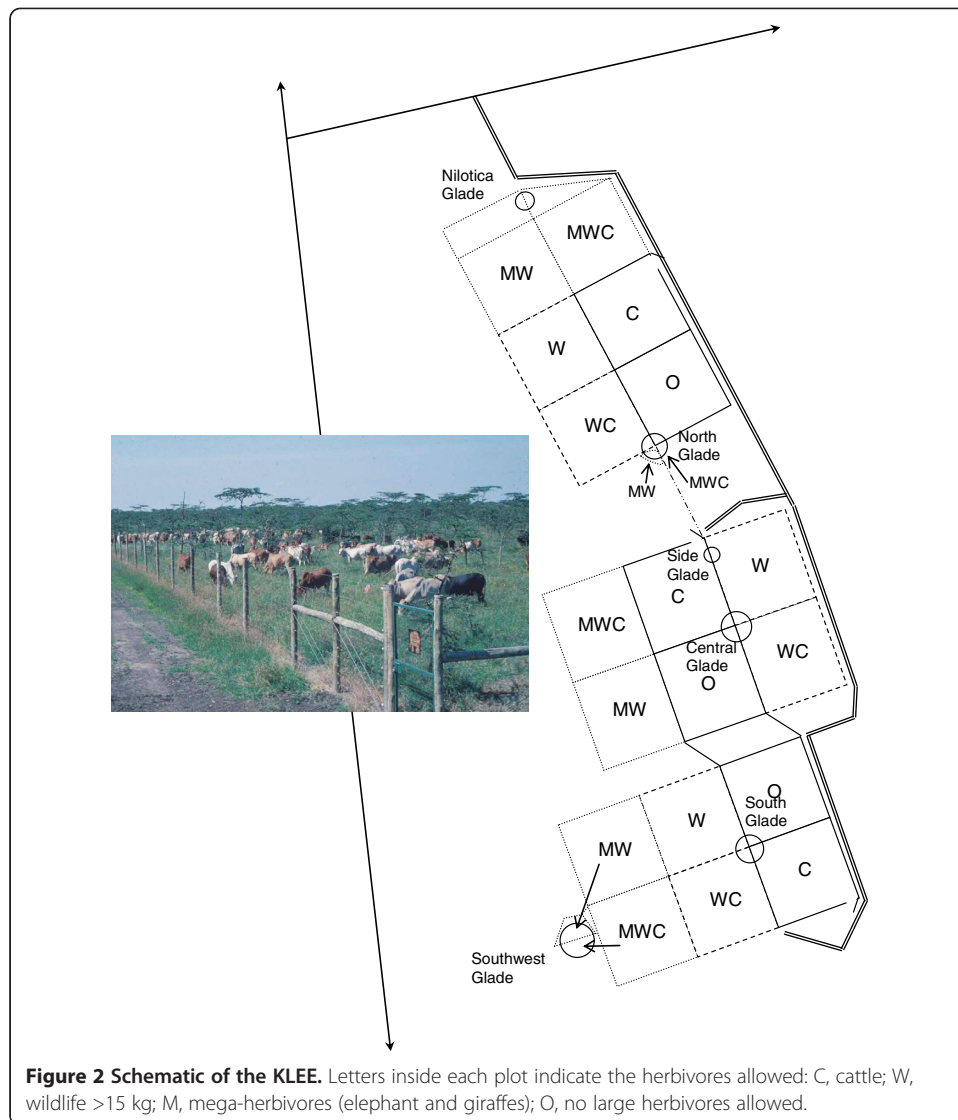 Nilotica
Glade
MWC
MW
C
W
O
WC
North
Glade
MW
MWC
Side
Glade
W
C
MWC
Central
Glade
WC
O
MW
O
South
Glade
W
MW
C
WC
MWC
Southwest
Glade
Figure 2 Schematic of the KLEE. Letters inside each plot indicate the herbivores allowed: C, cattle; W,
wildlife >15 kg; M, mega-herbivores (elephant and giraffes); O, no large herbivores allowed.